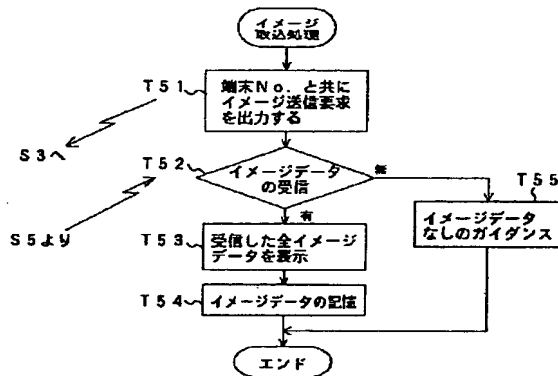 イメージ
取込処理
T51
端末No.と共に
イメージ送信要求
を出力する
S3へ
T52
イメージデータ
の受信
無
T55
イメージデータ
なしのガイダンス
S5より
有
T53
受信した全イメージ
データを表示
T54
イメージデータの記憶
エンド